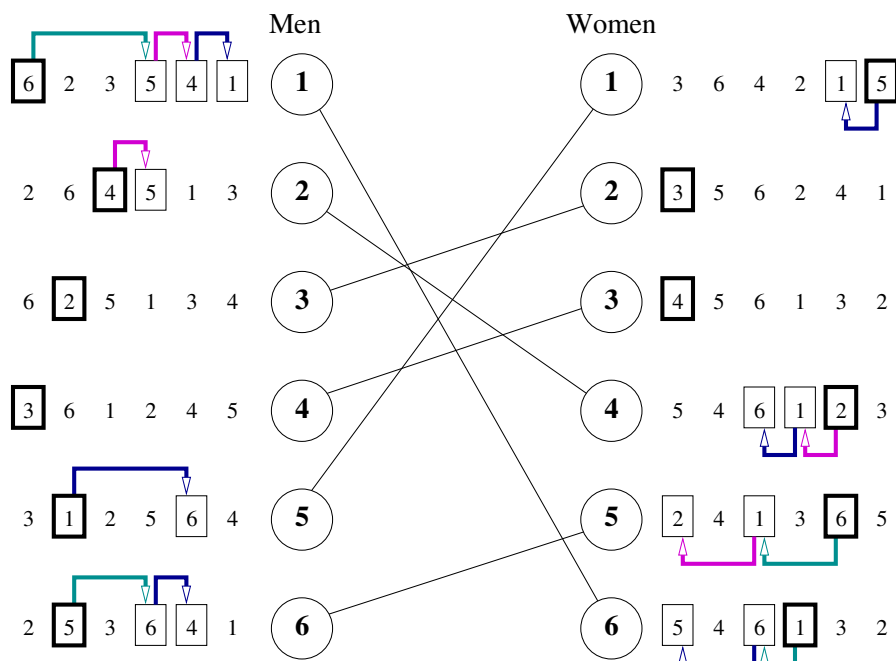 Men Women
6 2 3 5 4 1 1 1 3 6 4 2 1 5
2 6 4 5 1 3 2 2 3 5 6 2 4 1
6 2 5 1 3 4 3 3 4 5 6 1 3 2
3 6 1 2 4 5 4 4 5 4 6 1 2 3
3 1 2 5 6 4 5 5 2 4 1 3 6 5
2 5 3 6 4 1 6 6 5 4 6 1 3 2